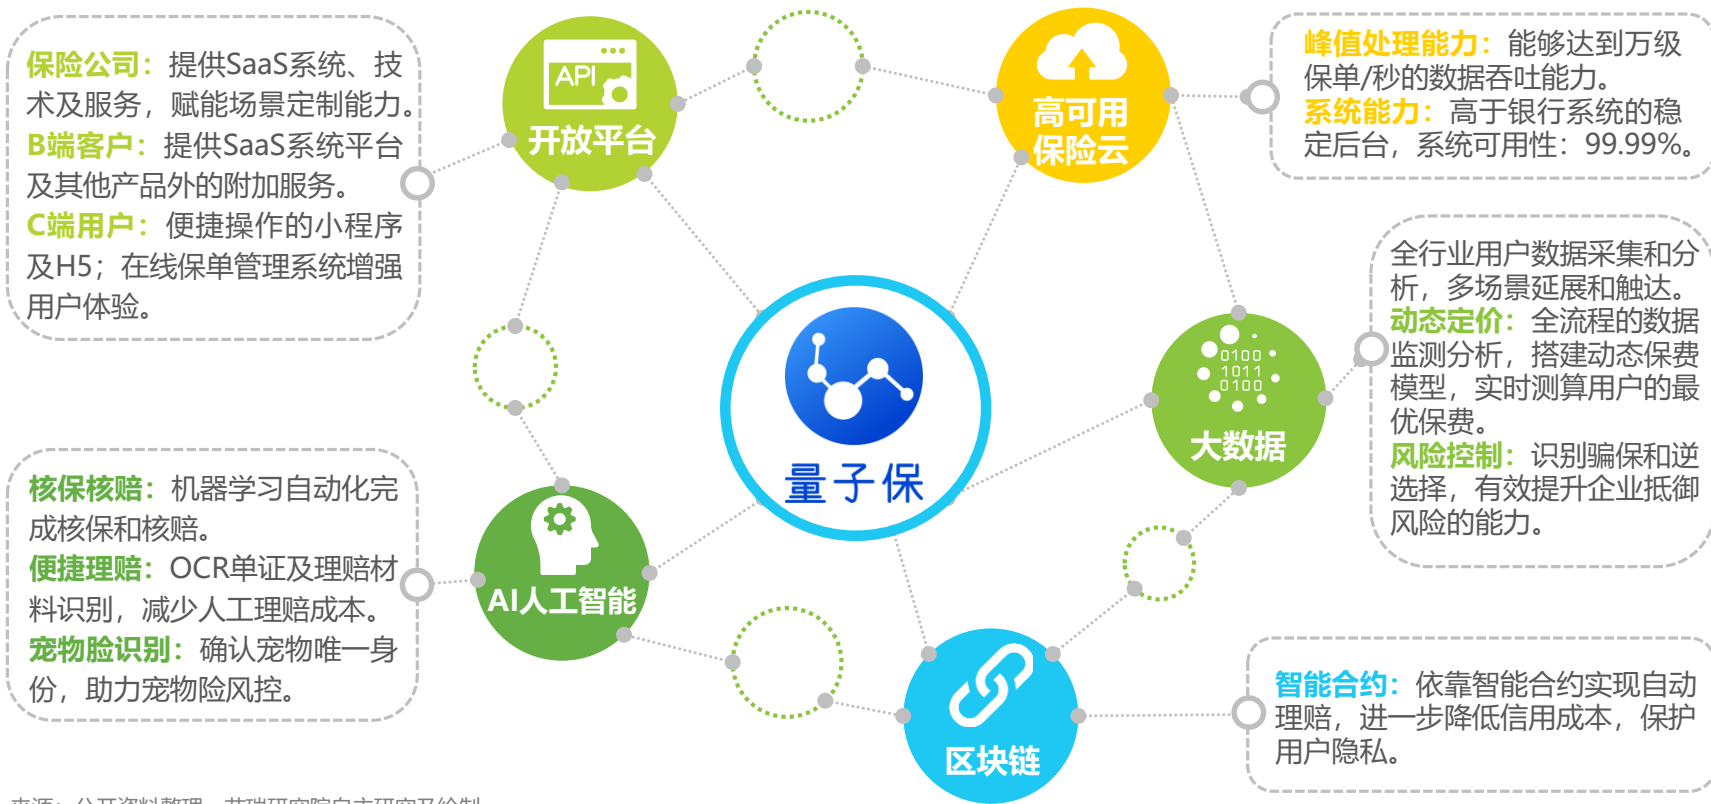 保险公司：提供SaaS系统、技
术及服务，赋能场景定制能力。
B端客户：提供SaaS系统平台
及其他产品外的附加服务。
C端用户：便捷操作的小程序
及H5；在线保单管理系统增强
用户体验。
API
开放平台
高可用
保险云
峰值处理能力：能够达到万级
保单/秒的数据吞吐能力。
系统能力：高于银行系统的稳
定后台，系统可用性：99.99%。
全行业用户数据采集和分
析，多场景延展和触达。
动态定价：全流程的数据
监测分析，搭建动态保费
模型，实时测算用户的最
优保费。
风险控制：识别骗保和逆
选择，有效提升企业抵御
风险的能力。
0100
1011
0100
大数据
量子保
核保核赔：机器学习自动化完
成核保和核赔。
便捷理赔：OCR单证及理赔材
料识别，减少人工理赔成本。
宠物脸识别：确认宠物唯一身
份，助力宠物险风控。
AI人工智能
区块链
智能合约：依靠智能合约实现自动
理赔，进一步降低信用成本，保护
用户隐私。